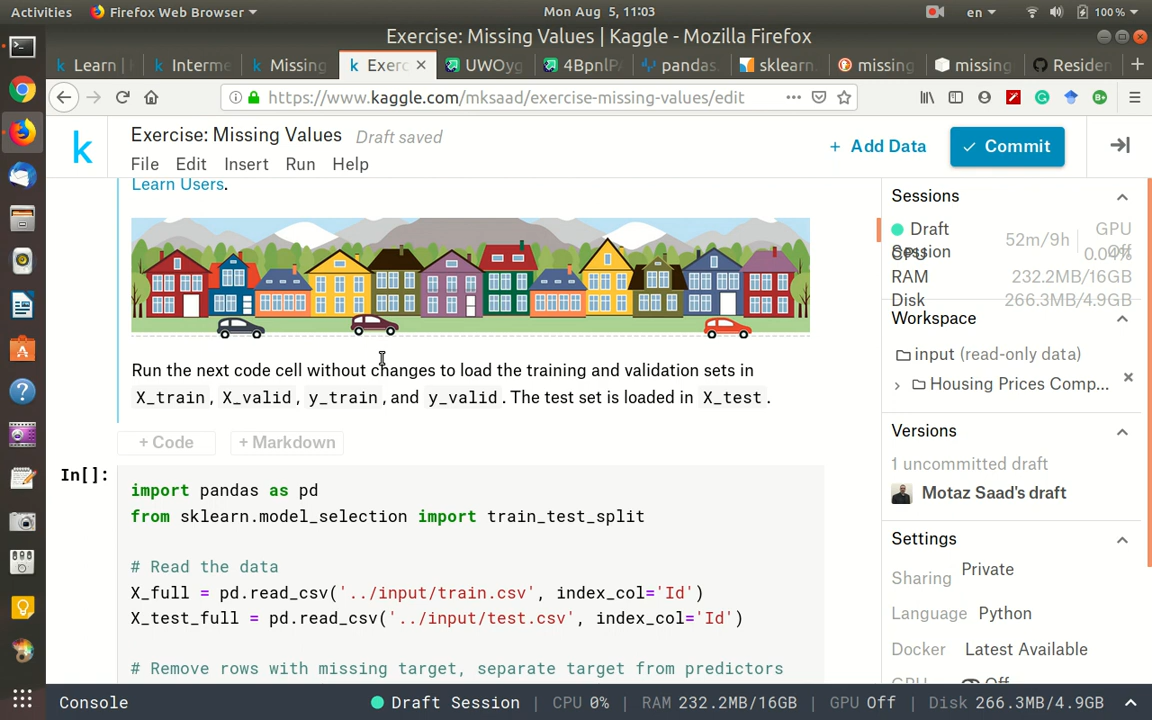 Activities
Firefox Web Browser
Mon Aug 5, 11:03
en
100%
Exercise: Missing Values | Kaggle - Mozilla Firefox
k Learn |
k Interme
k Missing
k Exerc
UWOyg
4BpnlP
pandas.
sklearn.
missing
missing
Residen
https://www.kaggle.com/mksaad/exercise-missing-values/edit
k
Exercise: Missing Values
Draft saved
File Edit Insert Run Help
+ Add Data
Commit
Learn Users.
Run the next code cell without changes to load the training and validation sets in
X_train, X_valid, y_train, and y_valid. The test set is loaded in X_test.
+ Code
+ Markdown
In[]:
import pandas as pd
from sklearn.model_selection import train_test_split
# Read the data
X_full = pd.read_csv('../input/train.csv', index_col='Id')
X_test_full = pd.read_csv('../input/test.csv', index_col='Id')
# Remove rows with missing target, separate target from predictors
Sessions
Draft Session
52m/9h
GPU Off
CPU
0.04%
RAM
232.2MB/16GB
Disk
266.3MB/4.9GB
Workspace
input (read-only data)
Housing Prices Comp...
Versions
1 uncommitted draft
Motaz Saad's draft
Settings
Sharing
Private
Language
Python
Docker
Latest Available
GPU
Off
Console
Draft Session | CPU 0% | RAM 232.2MB/16GB | GPU Off | Disk 266.3MB/4.9GB